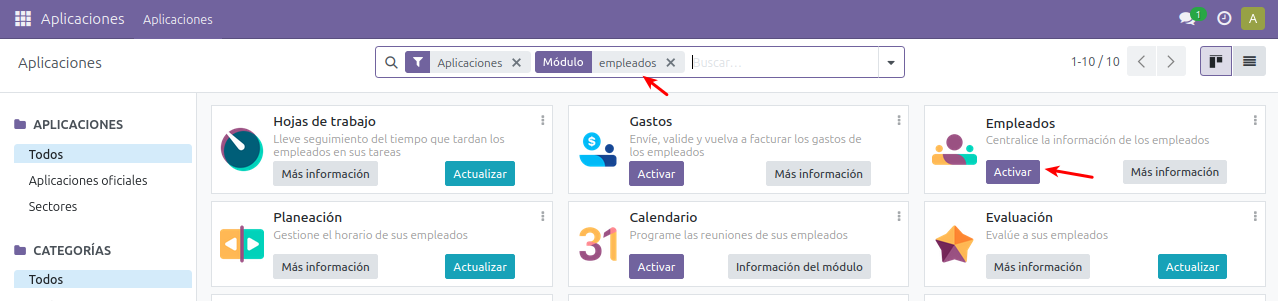 Aplicaciones Aplicaciones 1 A
Aplicaciones Aplicaciones Módulo empleados Buscar... 1-10 / 10
APLICACIONES
Todos
Aplicaciones oficiales
Sectores
CATEGORÍAS
Todos
Hojas de trabajo
Lleve seguimiento del tiempo que tardan los
empleados en sus tareas
Más información Actualizar
Gastos
Envíe, valide y vuelva a facturar los gastos de
los empleados
Activar Más información
Empleados
Centralice la información de los empleados
Activar Más información
Planeación
Gestione el horario de sus empleados
Más información Actualizar
31
Calendario
Programe las reuniones de sus empleados
Activar Información del módulo
Evaluación
Evalúe a sus empleados
Más información Actualizar